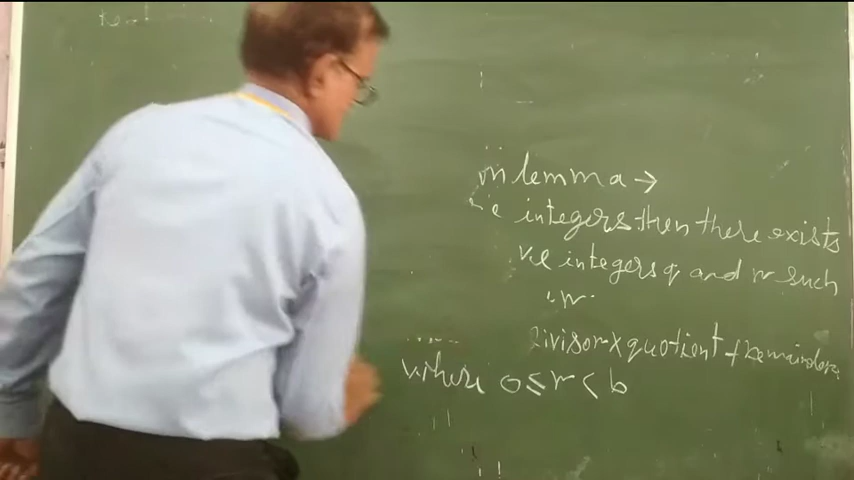 lemma →
integers then there exists
ve integers q and r such
Divisor X quotient + Remainder
where 0 ≤ r < b